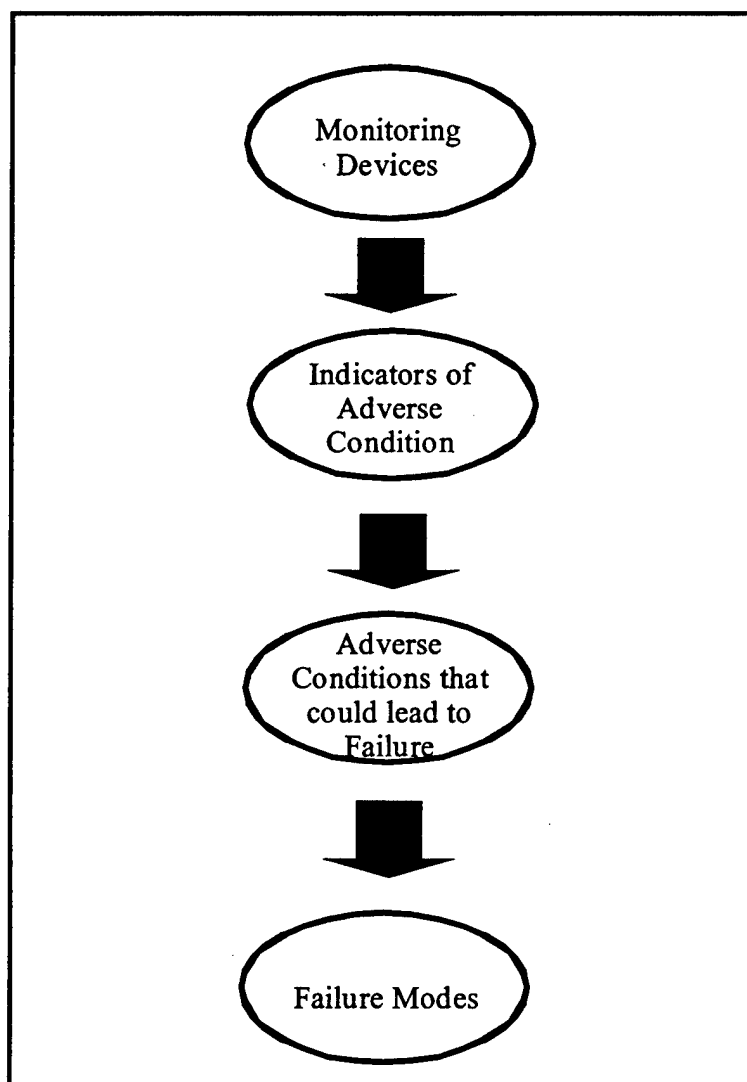 Monitoring
Devices
Indicators of
Adverse
Condition
Adverse
Conditions that
could lead to
Failure
Failure Modes